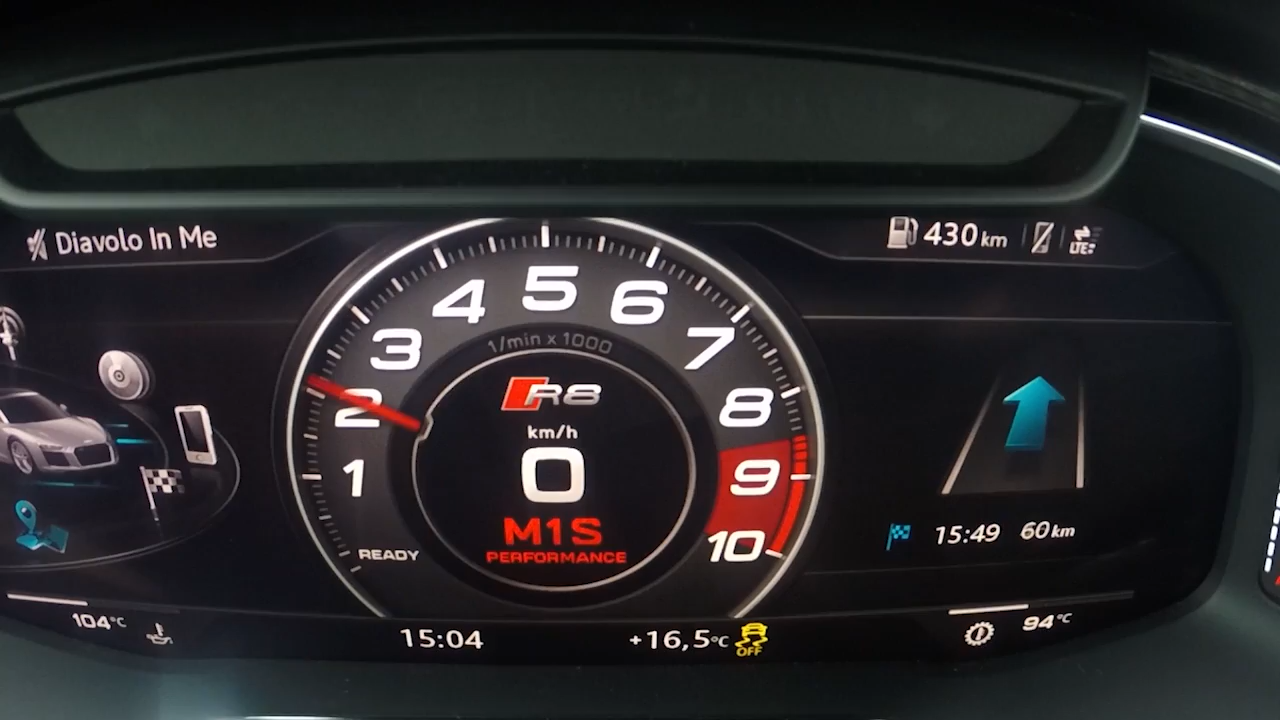 Diavolo In Me
430 km
LTE
1
2
3
4
5
6
7
8
9
10
1/min x 1000
R8
km/h
0
M1S
PERFORMANCE
READY
15:49 60 km
104°C
15:04
+16,5°C
OFF
94°C